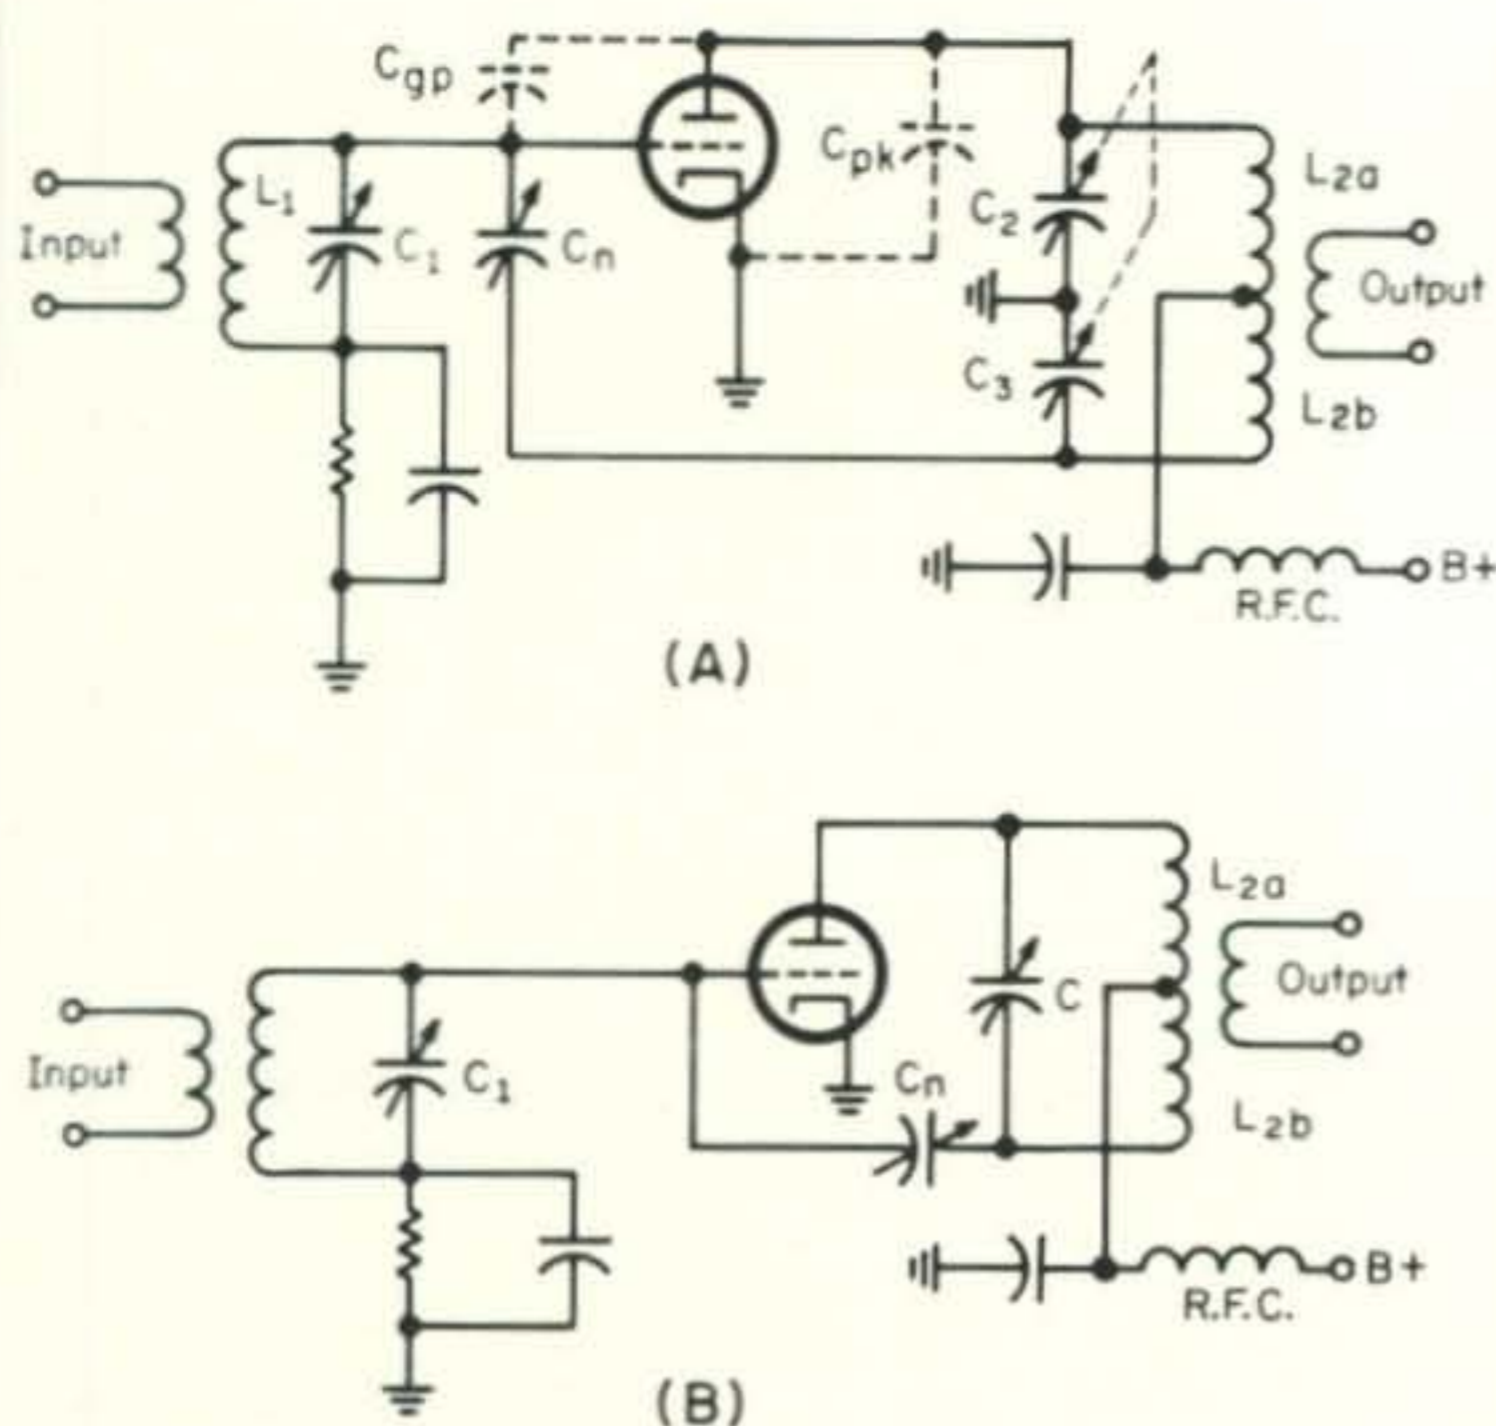 Cgp
Cpk
L2a
Input
L1
C1
Cn
C2
Output
C3
L2b
B+
R.F.C.
(A)
L2a
Output
Input
C1
C
Cn
L2b
B+
R.F.C.
(B)